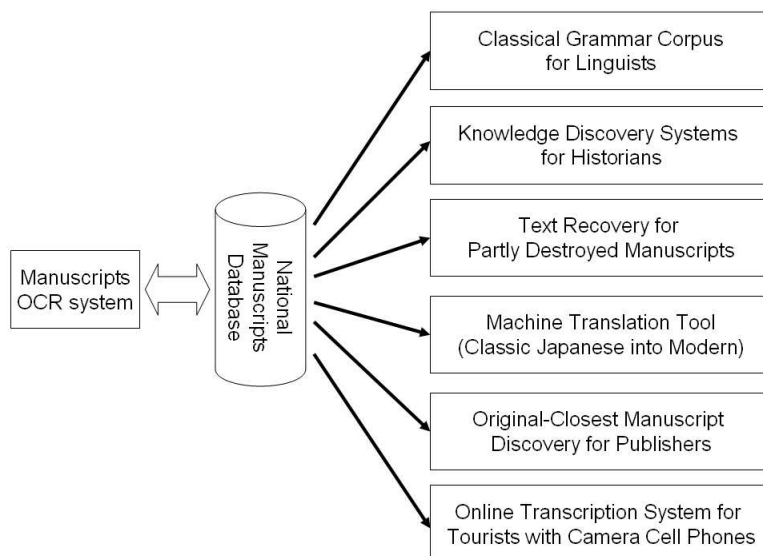 Manuscripts
OCR system
National
Manuscripts
Database
Classical Grammar Corpus
for Linguists
Knowledge Discovery Systems
for Historians
Text Recovery for
Partly Destroyed Manuscripts
Machine Translation Tool
(Classic Japanese into Modern)
Original-Closest Manuscript
Discovery for Publishers
Online Transcription System for
Tourists with Camera Cell Phones